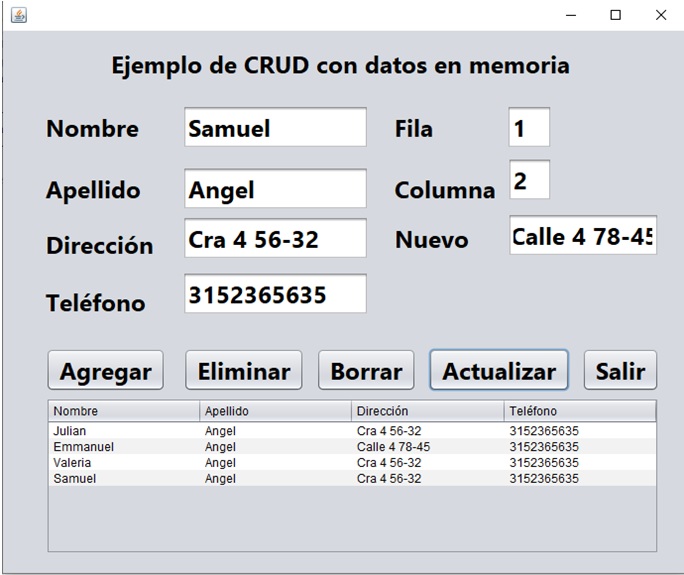 Ejemplo de CRUD con datos en memoria
Nombre Samuel Fila 1
Apellido Angel Columna 2
Dirección Cra 4 56-32 Nuevo Calle 4 78-45
Teléfono 3152365635
Agregar Eliminar Borrar Actualizar Salir
Nombre Apellido Dirección Teléfono
Julian Angel Cra 4 56-32 3152365635
Emmanuel Angel Calle 4 78-45 3152365635
Valeria Angel Cra 4 56-32 3152365635
Samuel Angel Cra 4 56-32 3152365635